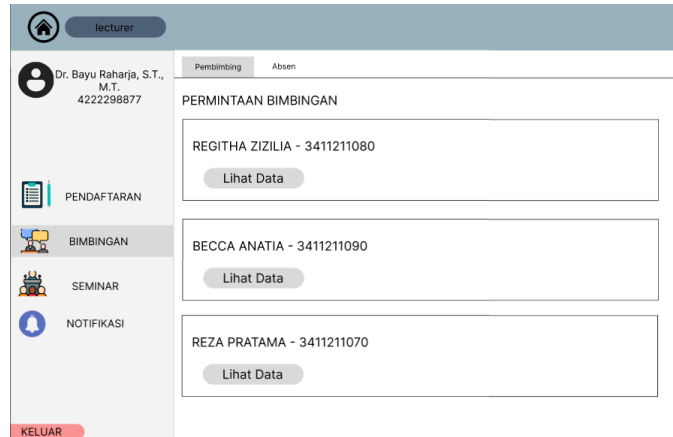 lecturer
Dr. Bayu Raharja, S.T.,
M.T.
4222298877
PENDAFTARAN
BIMBINGAN
SEMINAR
NOTIFIKASI
KELUAR
Pembimbing
Absen
PERMINTAAN BIMBINGAN
REGITHA ZIZILIA - 3411211080
Lihat Data
BECCA ANATIA - 3411211090
Lihat Data
REZA PRATAMA - 3411211070
Lihat Data